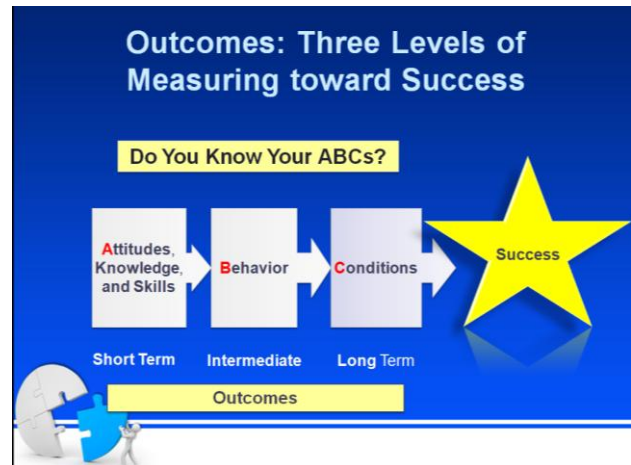 Outcomes: Three Levels of
Measuring toward Success
Do You Know Your ABCs?
Attitudes,
Knowledge,
and Skills
Behavior
Conditions
Success
Short Term
Intermediate
Long Term
Outcomes